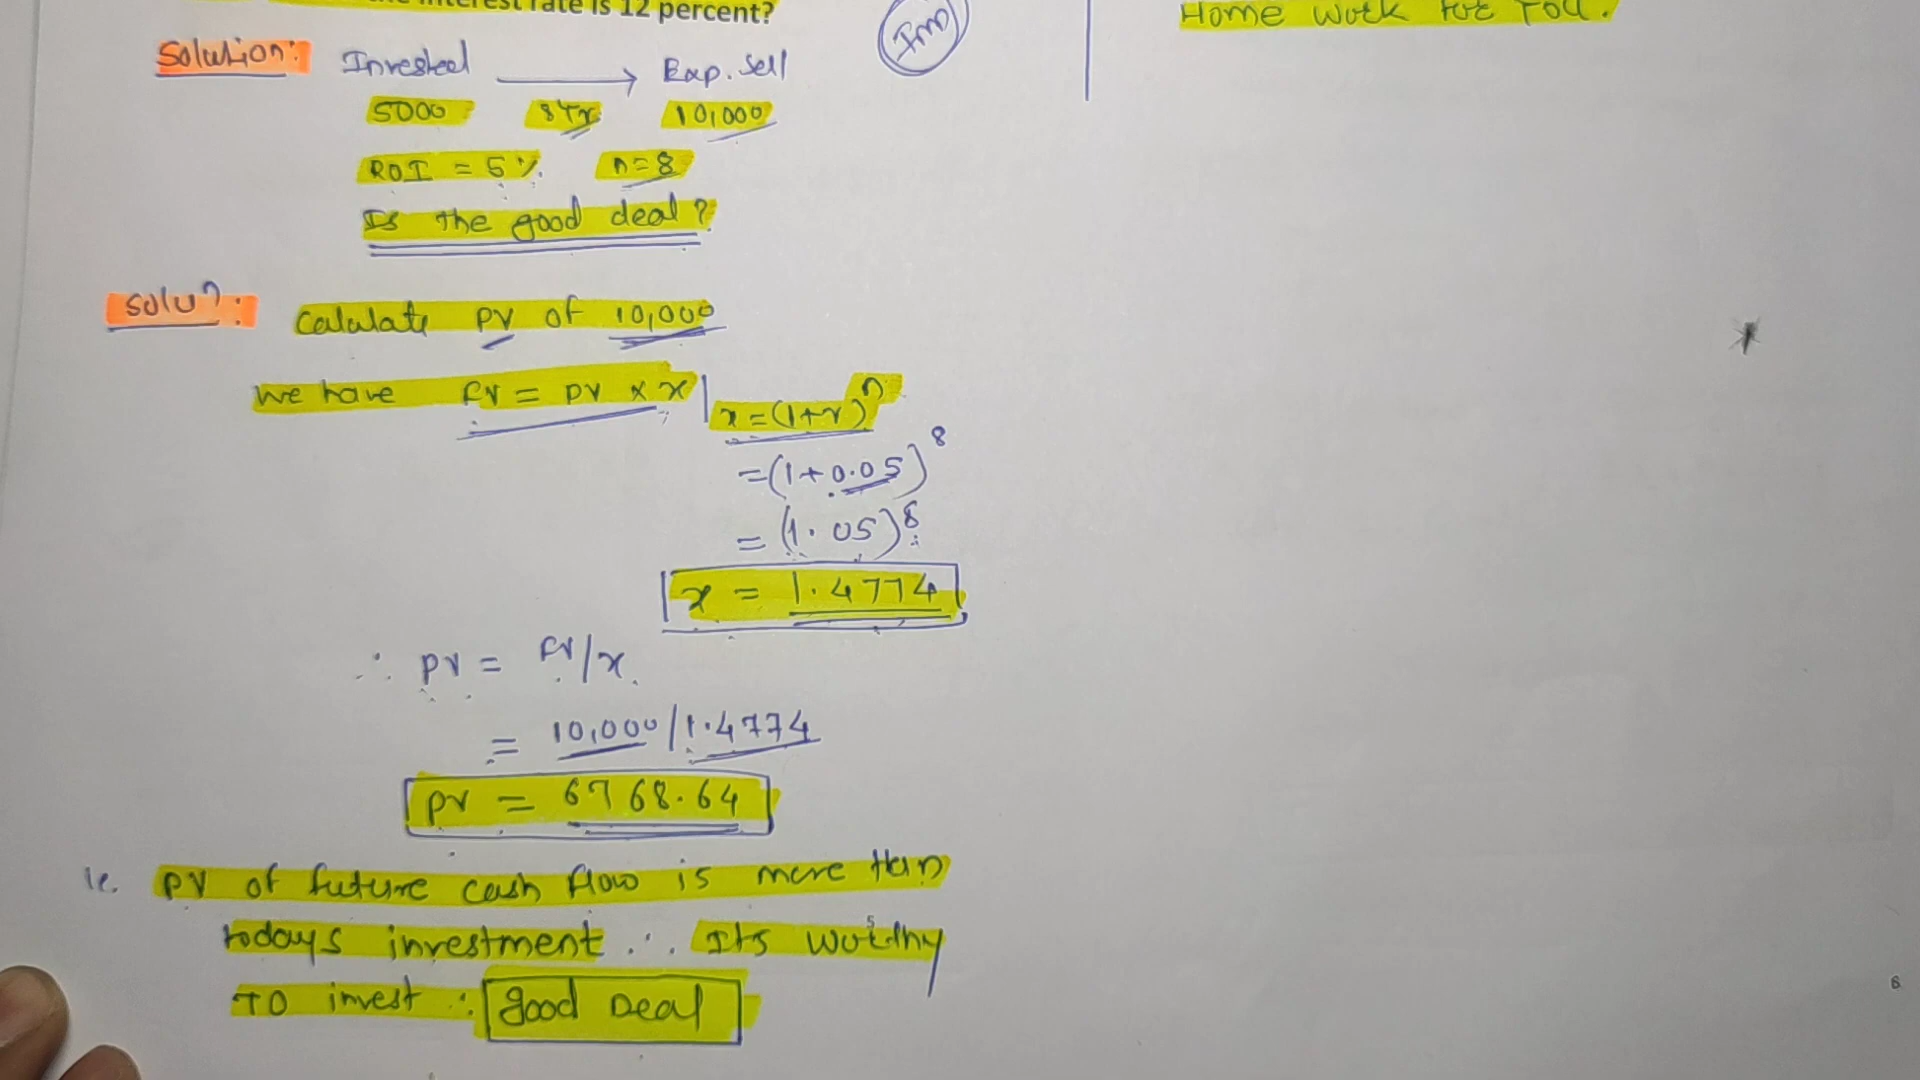 interest rate is 12 percent?
Imp
Home Work for You.
Solution: Invested → Exp. Sell
5000 8Yr 10,000
ROI = 5% n=8
Is the good deal?
Solu?: Calulate PV of 10,000
We have FV = PV × x | x = (1+r)^n
= (1+0.05)^8
= (1.05)^8
x = 1.4774
∴ PV = FV/x
= 10,000/1.4774
PV = 6768.64
ie. PV of future cash flow is more than
todays investment ∴ Its worthy
To invest ∴ Good Deal
6